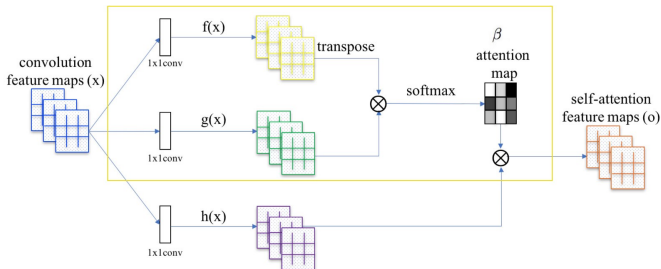 convolution
feature maps (x)
f(x)
1x1conv
transpose
g(x)
1x1conv
softmax
β
attention
map
self-attention
feature maps (o)
h(x)
1x1conv